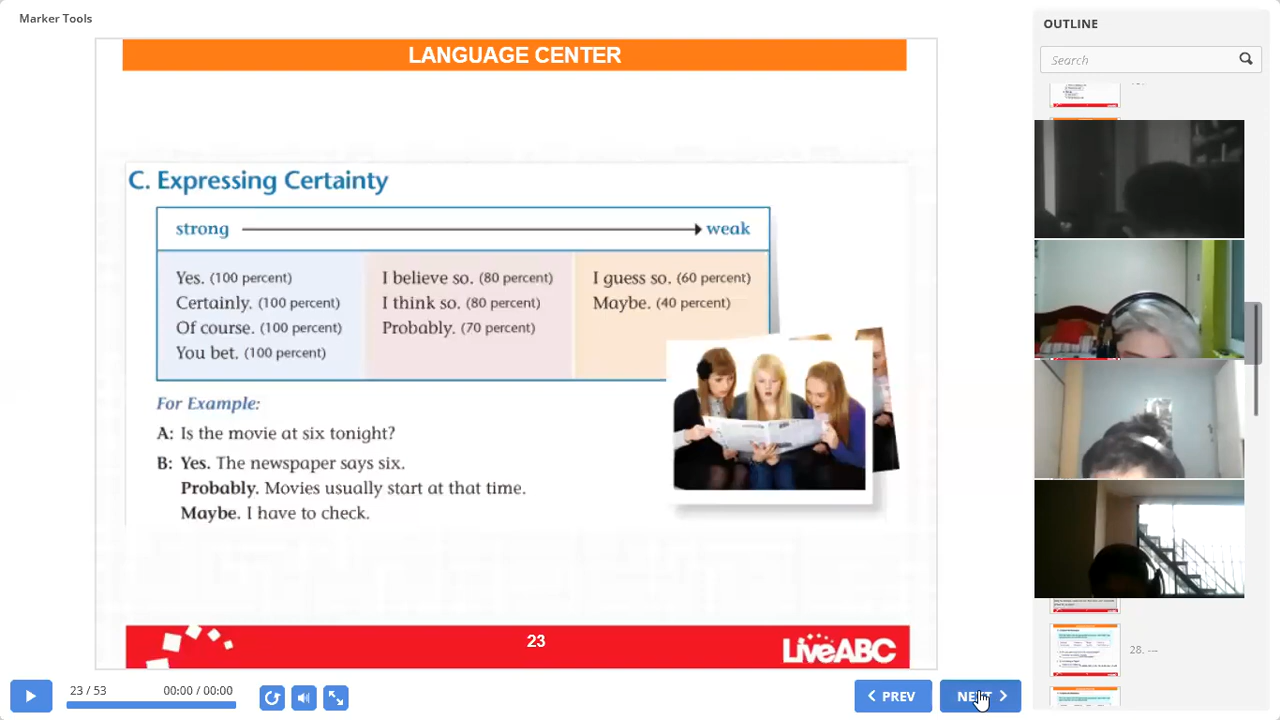 Marker Tools
OUTLINE
LANGUAGE CENTER
Search
C. Expressing Certainty
strong weak
Yes. (100 percent) I believe so. (80 percent) I guess so. (60 percent)
Certainly. (100 percent) I think so. (80 percent) Maybe. (40 percent)
Of course. (100 percent) Probably. (70 percent)
You bet. (100 percent)
For Example:
A: Is the movie at six tonight?
B: Yes. The newspaper says six.
Probably. Movies usually start at that time.
Maybe. I have to check.
23
LiveABC
28. ---
23 / 53 00:00 / 00:00
PREV